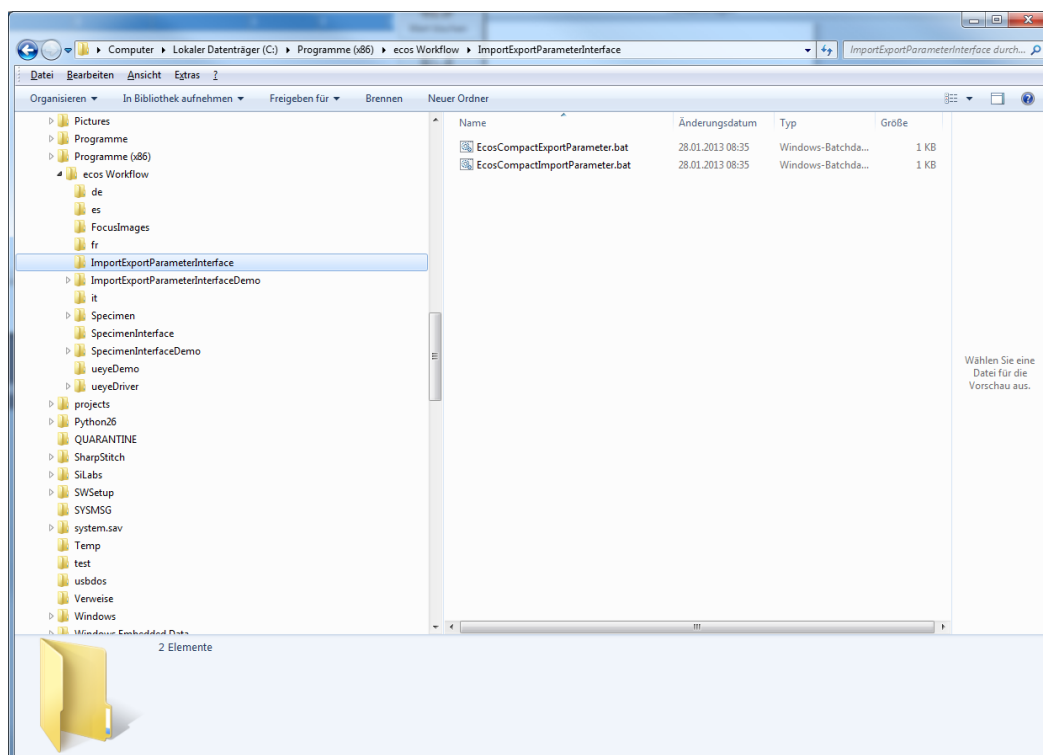 Computer ▸ Lokaler Datenträger (C:) ▸ Programme (x86) ▸ ecos Workflow ▸ ImportExportParameterInterface
ImportExportParameterInterface durch...
Datei Bearbeiten Ansicht Extras ?
Organisieren In Bibliothek aufnehmen Freigeben für Brennen Neuer Ordner
Pictures
Programme
Programme (x86)
ecos Workflow
de
es
FocusImages
fr
ImportExportParameterInterface
ImportExportParameterInterfaceDemo
it
Specimen
SpecimenInterface
SpecimenInterfaceDemo
ueyeDemo
ueyeDriver
projects
Python26
QUARANTINE
SharpStitch
SiLabs
SWSetup
SYSMSG
system.sav
Temp
test
usbdos
Verweise
Windows
Windows Embedded Data
Name Änderungsdatum Typ Größe
EcosCompactExportParameter.bat 28.01.2013 08:35 Windows-Batchda... 1 KB
EcosCompactImportParameter.bat 28.01.2013 08:35 Windows-Batchda... 1 KB
Wählen Sie eine
Datei für die
Vorschau aus.
2 Elemente